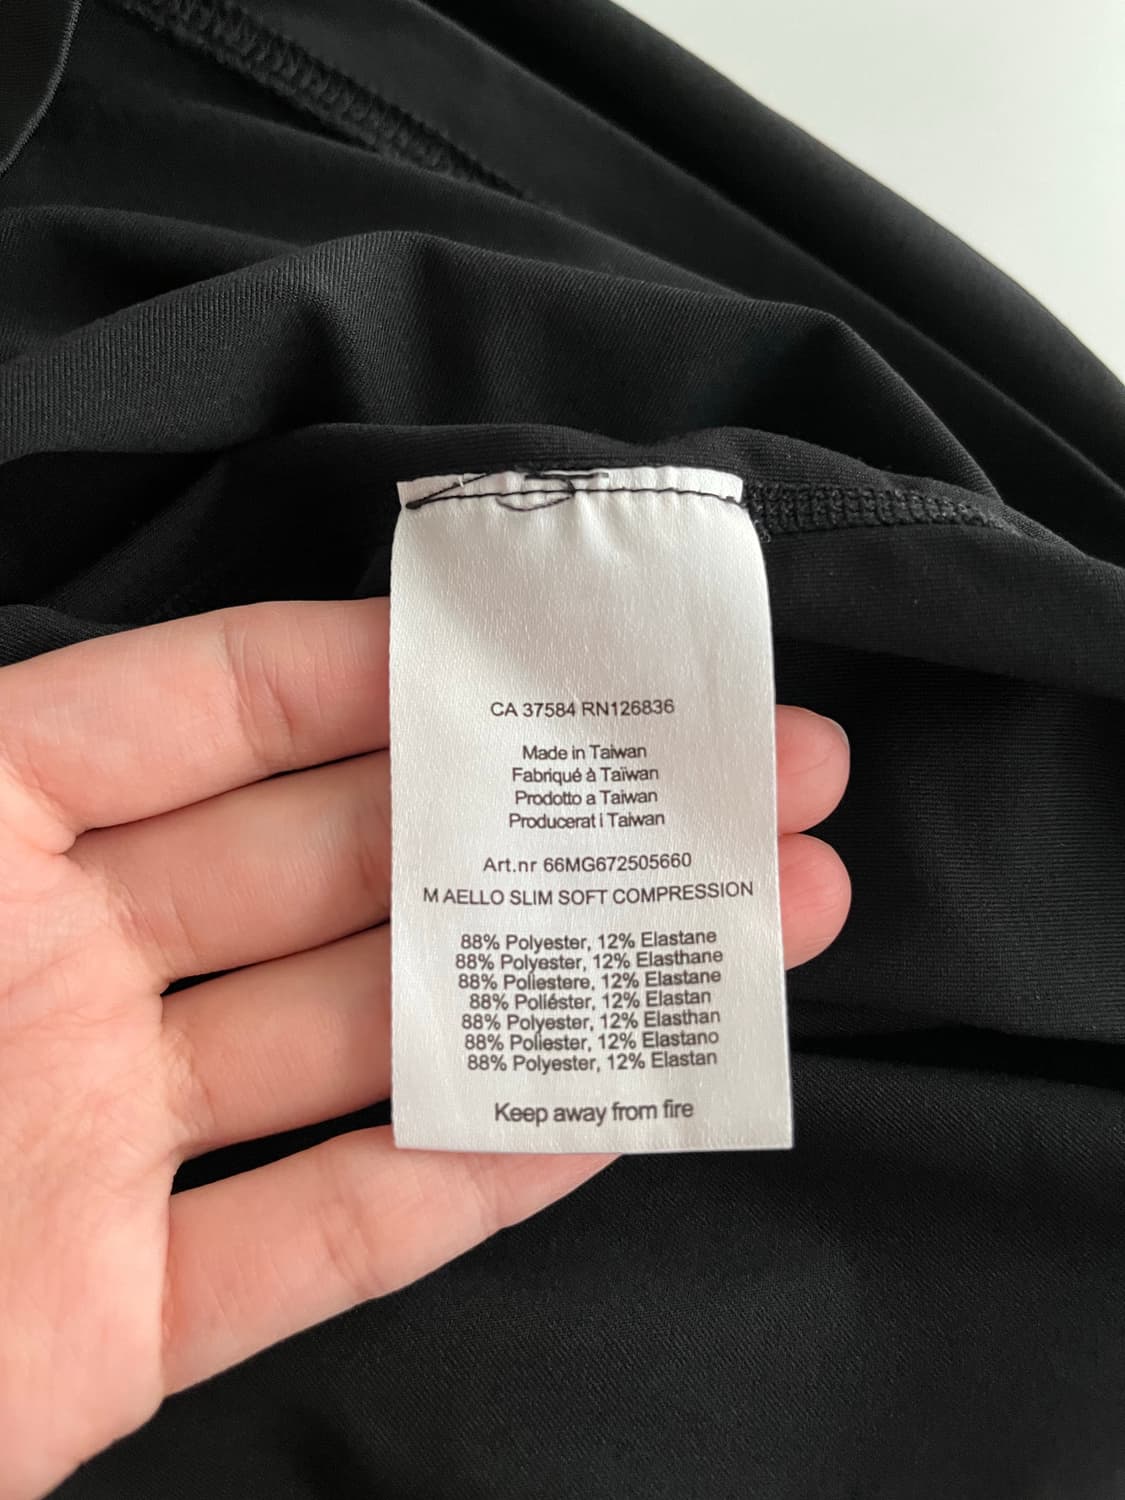 CA 37584 RN126836
Made in Taiwan
Fabriqué à Taïwan
Prodotto a Taiwan
Producerat i Taiwan
Art.nr 66MG672505660
M AELLO SLIM SOFT COMPRESSION
88% Polyester, 12% Elastane
88% Polyester, 12% Elasthane
88% Poliestere, 12% Elastane
88% Poliéster, 12% Elastan
88% Polyester, 12% Elasthan
88% Poliester, 12% Elastano
88% Polyester, 12% Elastan
Keep away from fire